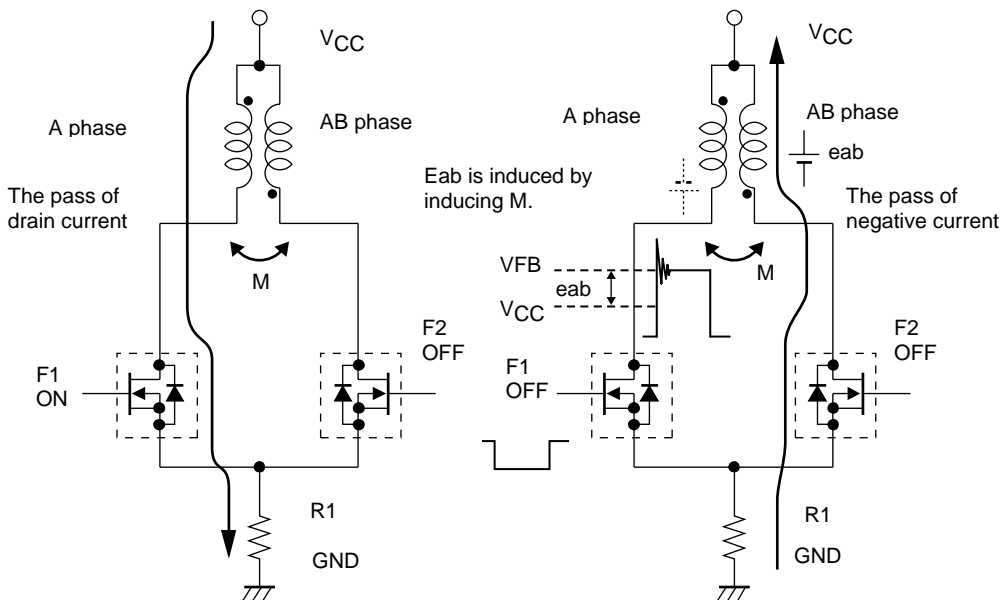 VCC
A phase
AB phase
The pass of
drain current
M
F1
ON
F2
OFF
R1
GND
VCC
A phase
AB phase
eab
Eab is induced by
inducing M.
The pass of
negative current
M
VFB
eab
VCC
F1
OFF
F2
OFF
R1
GND